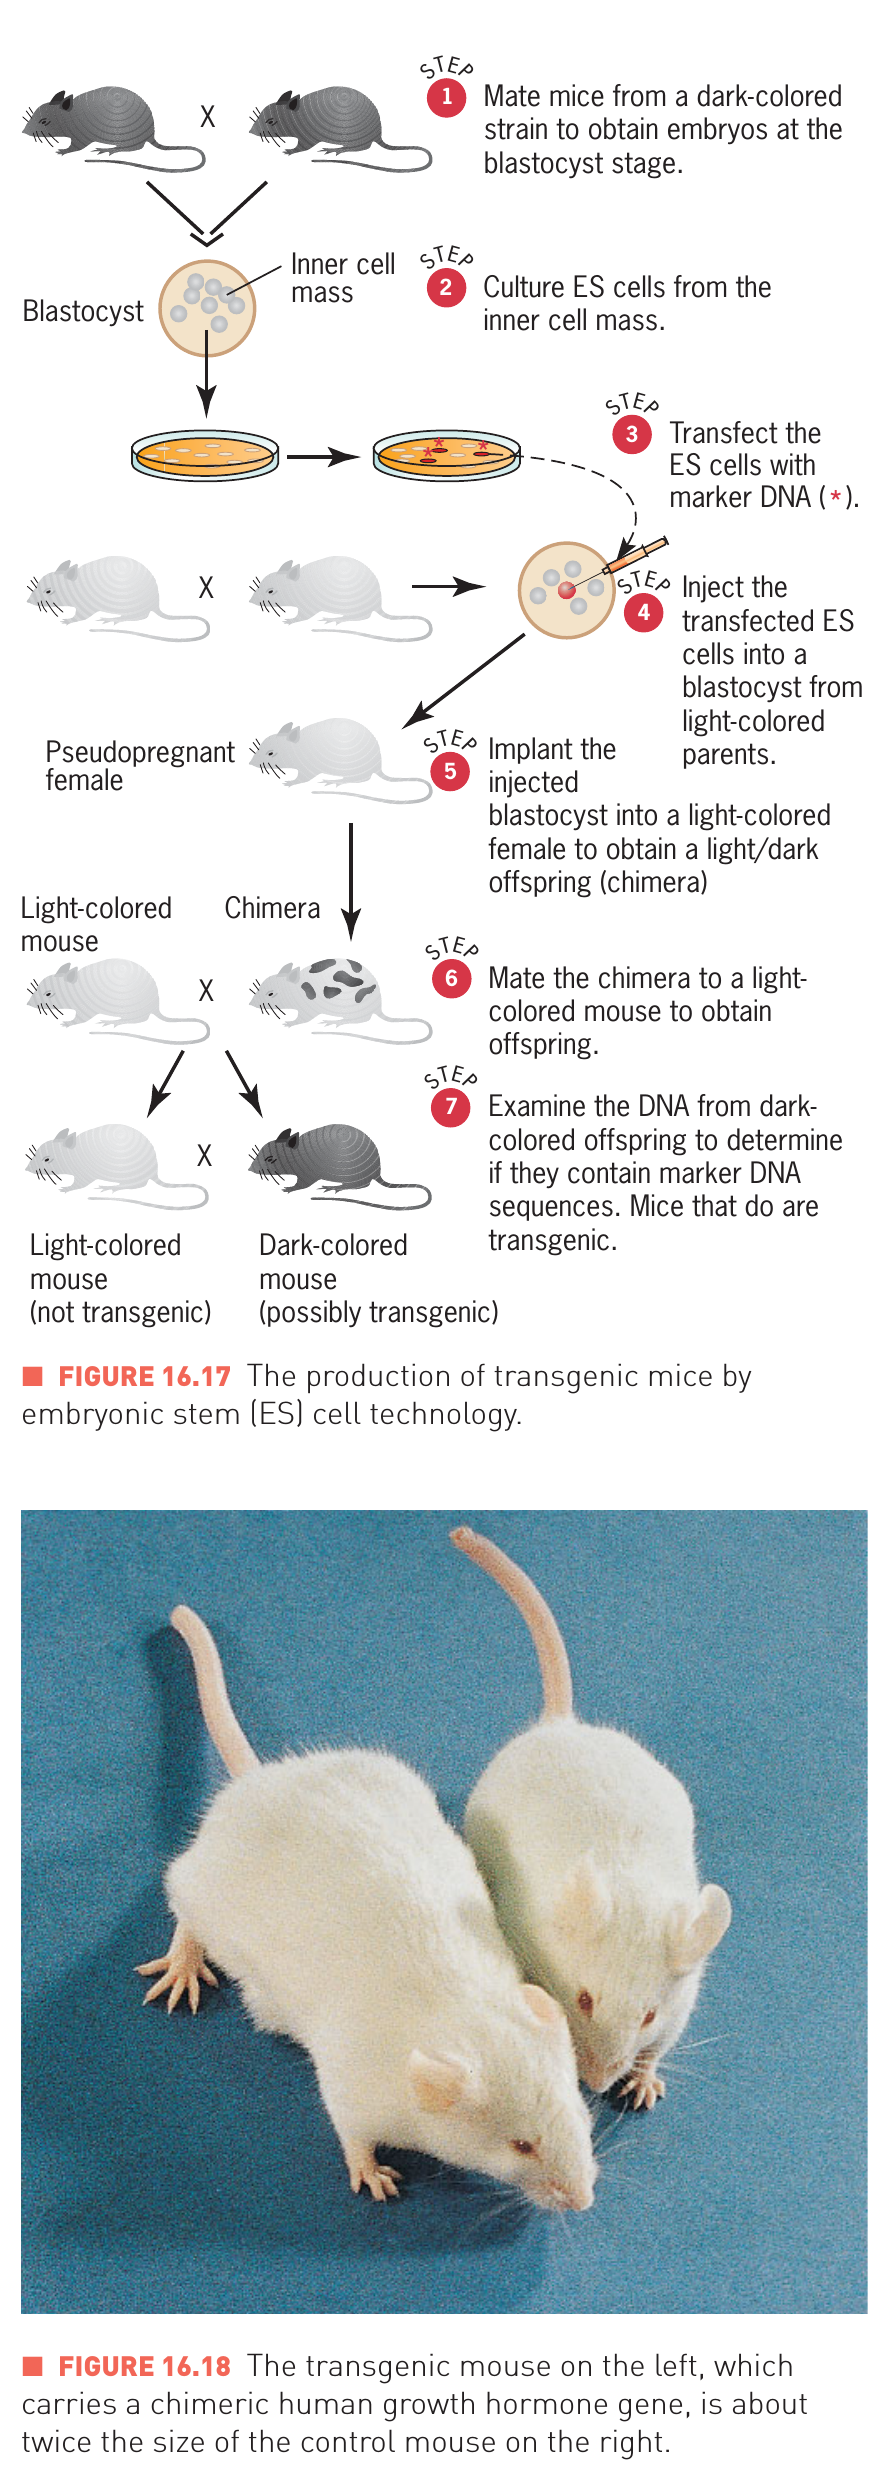 STEP
1
Mate mice from a dark-colored
strain to obtain embryos at the
blastocyst stage.
X
Inner cell
mass
Blastocyst
STEP
2
Culture ES cells from the
inner cell mass.
STEP
3
Transfect the
ES cells with
marker DNA (*).
* * *
X
STEP
4
Inject the
transfected ES
cells into a
blastocyst from
light-colored
parents.
Pseudopregnant
female
STEP
5
Implant the
injected
blastocyst into a light-colored
female to obtain a light/dark
offspring (chimera)
Light-colored
mouse
Chimera
X
STEP
6
Mate the chimera to a light-
colored mouse to obtain
offspring.
STEP
7
Examine the DNA from dark-
colored offspring to determine
if they contain marker DNA
sequences. Mice that do are
transgenic.
X
Light-colored
mouse
(not transgenic)
Dark-colored
mouse
(possibly transgenic)
■ FIGURE 16.17 The production of transgenic mice by
embryonic stem (ES) cell technology.
■ FIGURE 16.18 The transgenic mouse on the left, which
carries a chimeric human growth hormone gene, is about
twice the size of the control mouse on the right.